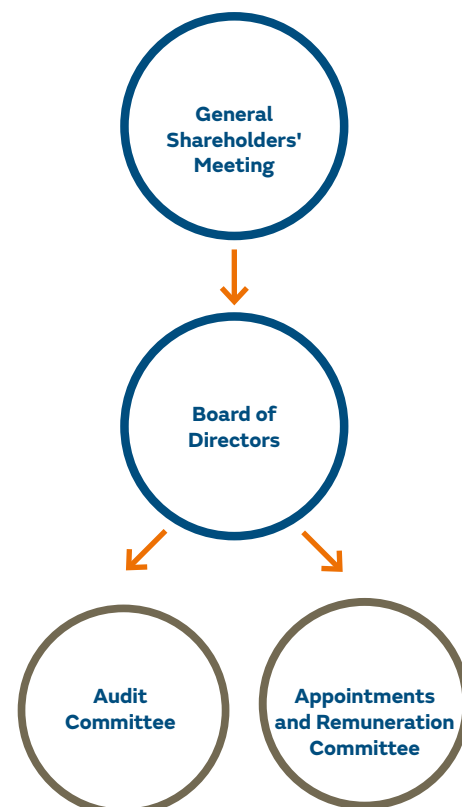 General
Shareholders'
Meeting
Board of
Directors
Audit
Committee
Appointments
and Remuneration
Committee